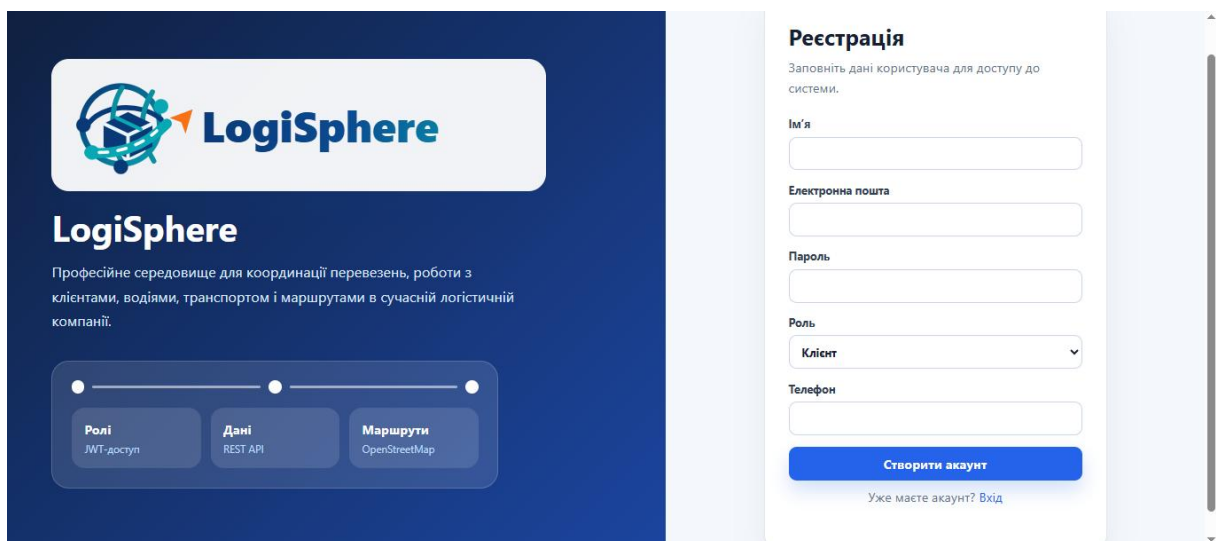 LogiSphere
LogiSphere
Професійне середовище для координації перевезень, роботи з
клієнтами, водіями, транспортом і маршрутами в сучасній логістичній
компанії.
Ролі
JWT-доступ
Дані
REST API
Маршрути
OpenStreetMap
Реєстрація
Заповніть дані користувача для доступу до
системи.
Ім’я
Електронна пошта
Пароль
Роль
Клієнт
Телефон
Створити акаунт
Уже маєте акаунт? Вхід